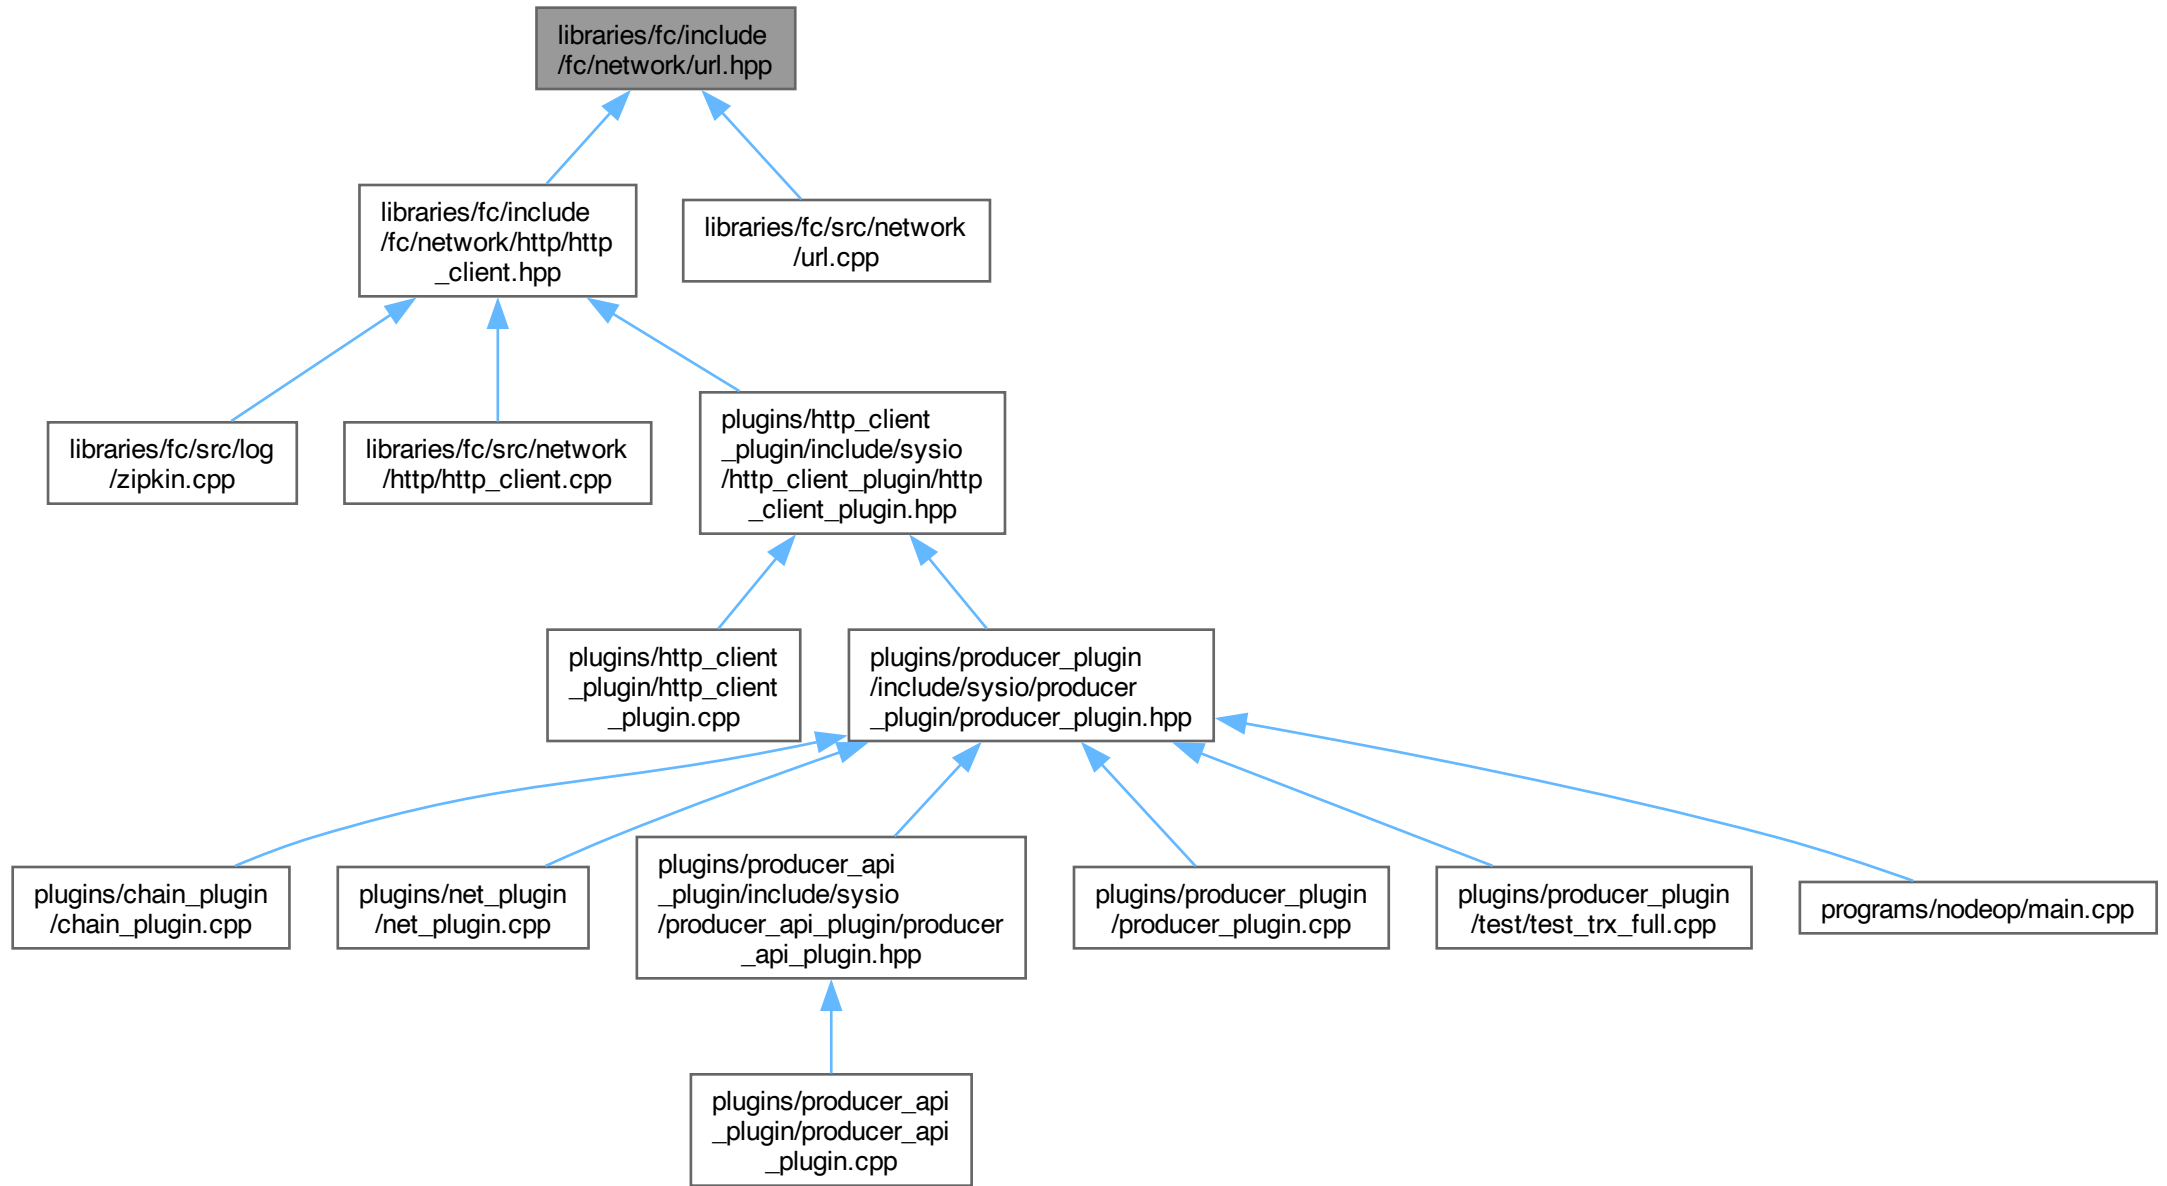 libraries/fc/include
/fc/network/url.hpp
libraries/fc/include
/fc/network/http/http
_client.hpp
libraries/fc/src/network
/url.cpp
libraries/fc/src/log
/zipkin.cpp
libraries/fc/src/network
/http/http_client.cpp
plugins/http_client
_plugin/include/sysio
/http_client_plugin/http
_client_plugin.hpp
plugins/http_client
_plugin/http_client
_plugin.cpp
plugins/producer_plugin
/include/sysio/producer
_plugin/producer_plugin.hpp
plugins/chain_plugin
/chain_plugin.cpp
plugins/net_plugin
/net_plugin.cpp
plugins/producer_api
_plugin/include/sysio
/producer_api_plugin/producer
_api_plugin.hpp
plugins/producer_plugin
/producer_plugin.cpp
plugins/producer_plugin
/test/test_trx_full.cpp
programs/nodeop/main.cpp
plugins/producer_api
_plugin/producer_api
_plugin.cpp